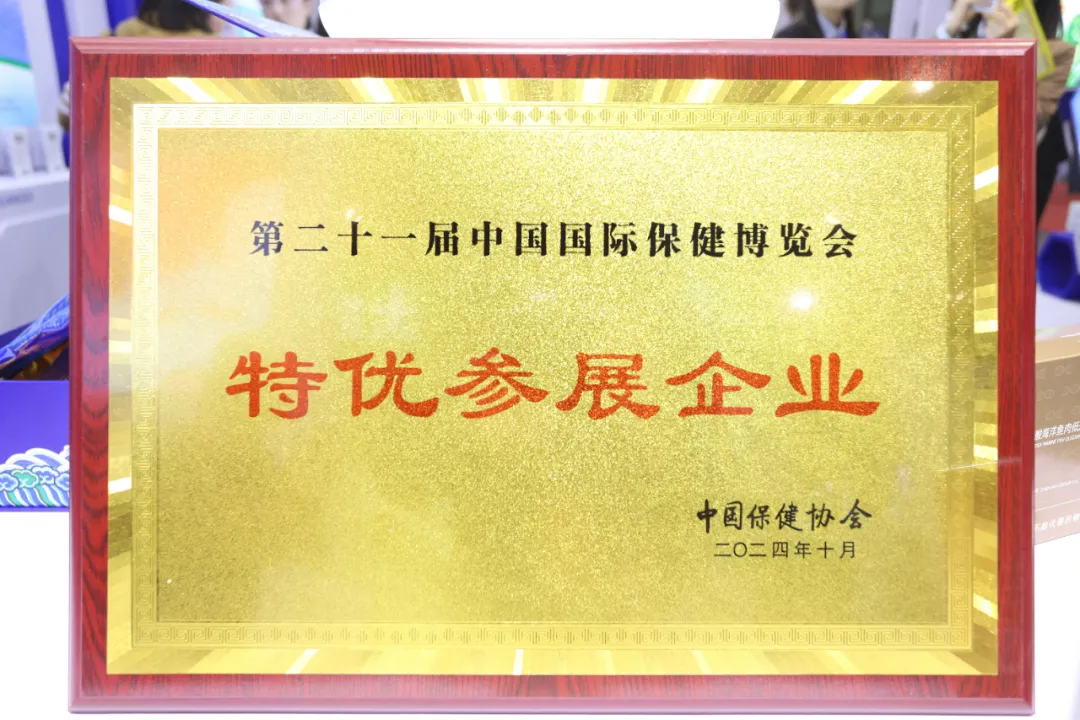 第二十一届中国国际保健博览会
特优参展企业
中国保健协会
二〇二四年十月